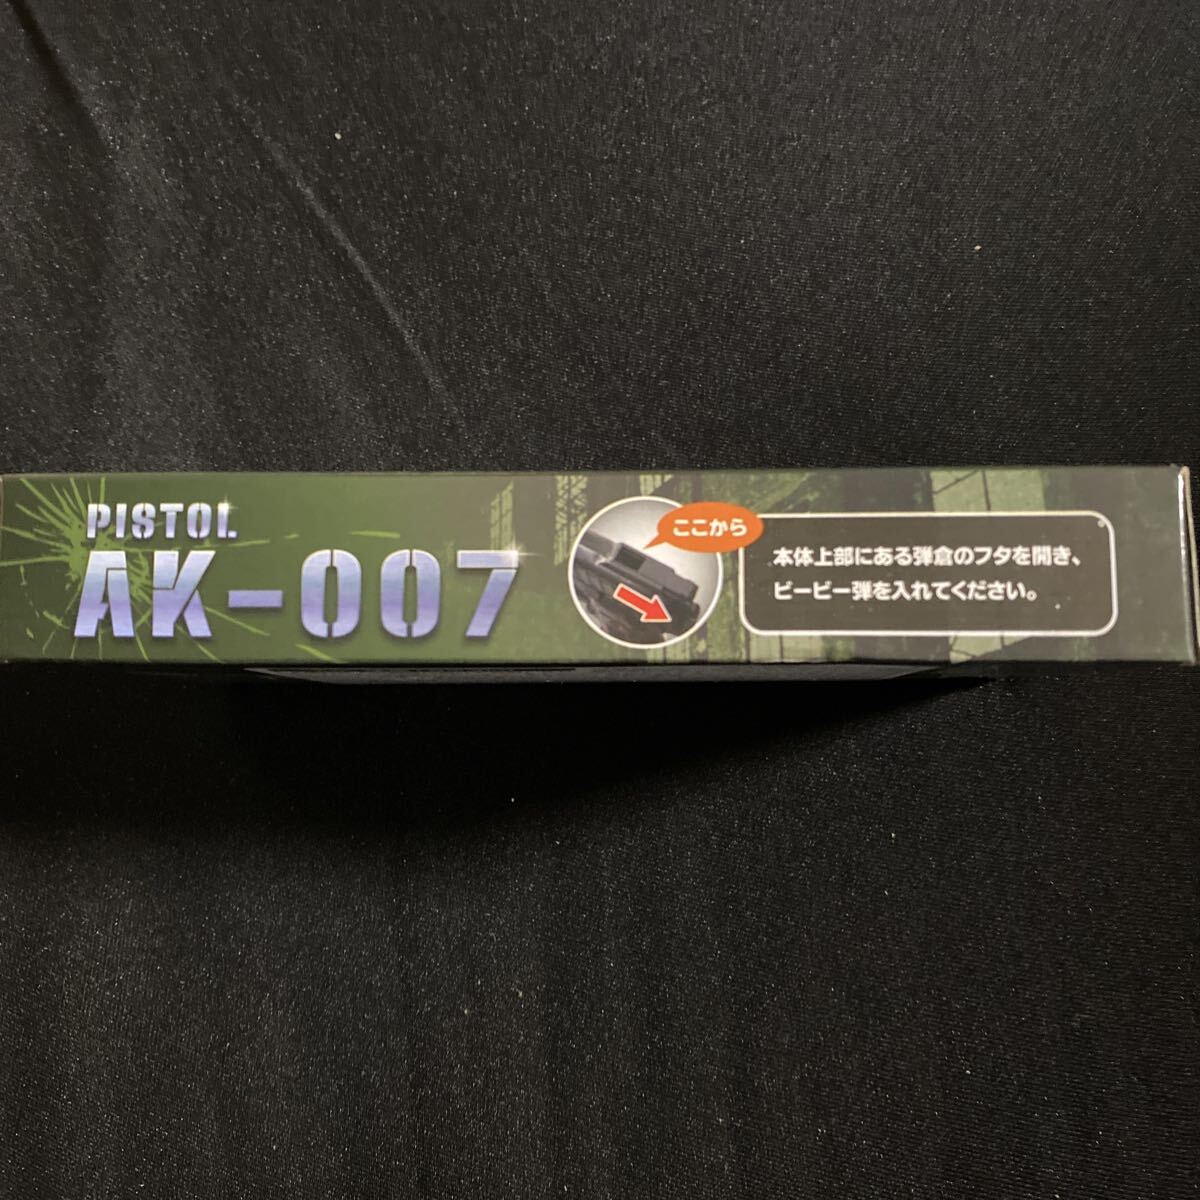 PISTOL
AK-007
ここから
本体上部にある弾倉のフタを開き、
ビービー弾を入れてください。